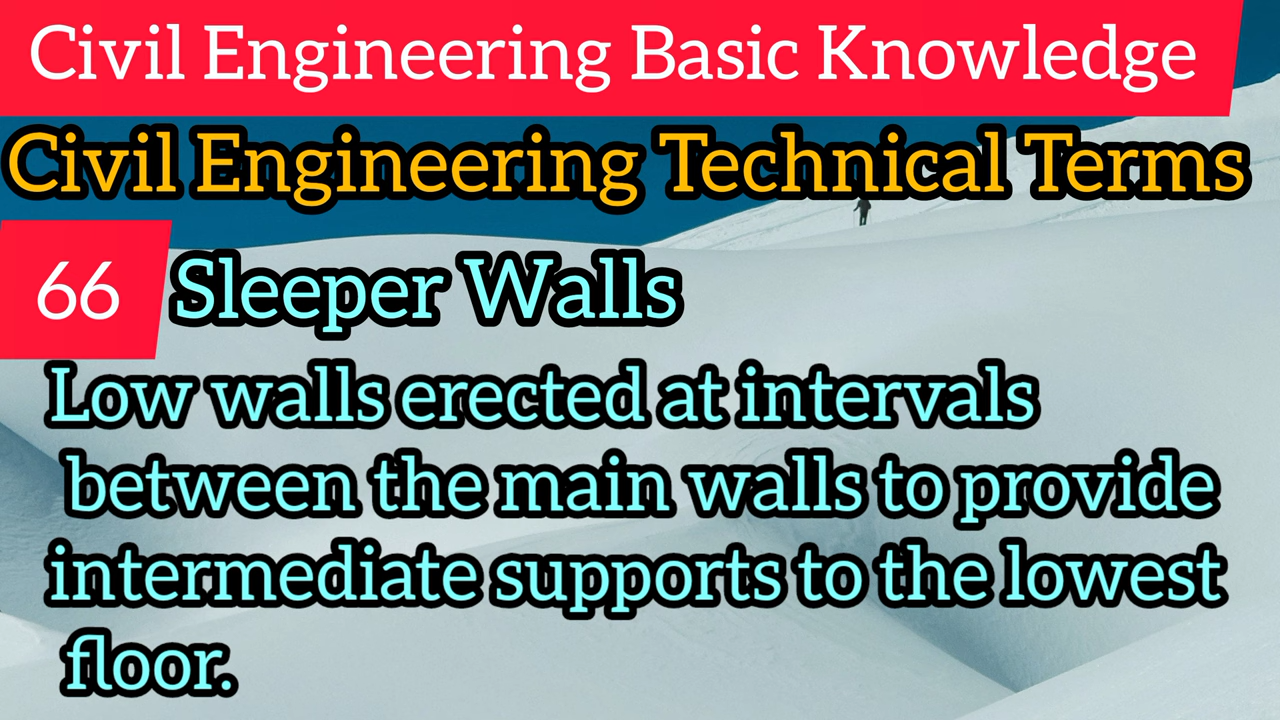 Civil Engineering Basic Knowledge
Civil Engineering Technical Terms
66 Sleeper Walls
Low walls erected at intervals
between the main walls to provide
intermediate supports to the lowest
floor.